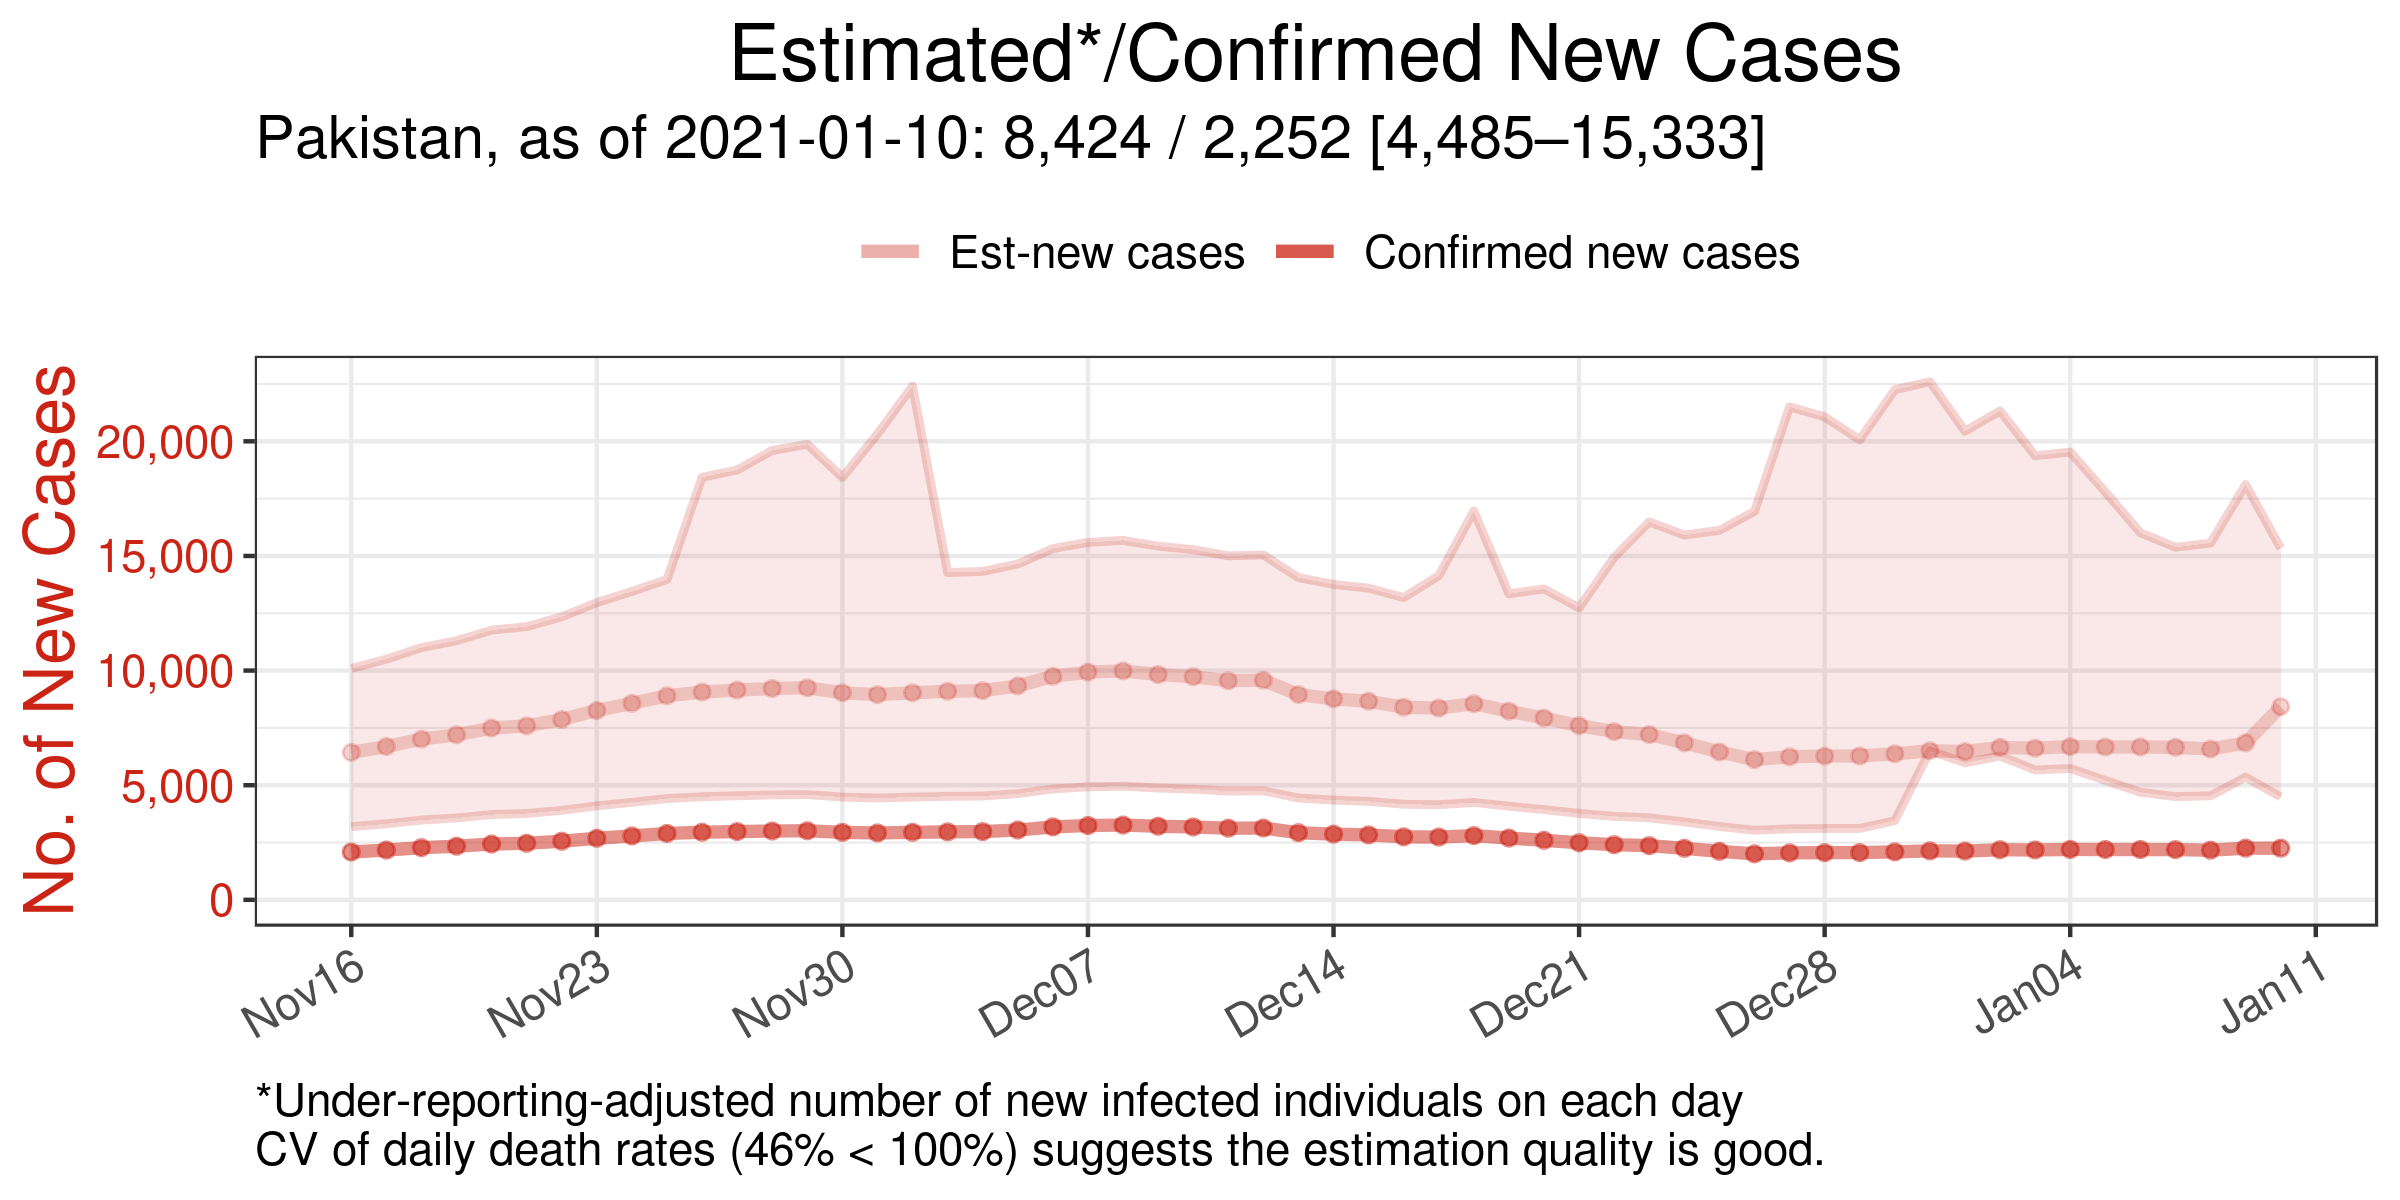 Estimated*/Confirmed New Cases
Pakistan, as of 2021-01-10: 8,424 / 2,252 [4,485–15,333]
Est-new cases Confirmed new cases
No. of New Cases
20,000
15,000
10,000
5,000
0
Nov16 Nov23 Nov30 Dec07 Dec14 Dec21 Dec28 Jan04 Jan11
*Under-reporting-adjusted number of new infected individuals on each day
CV of daily death rates (46% < 100%) suggests the estimation quality is good.